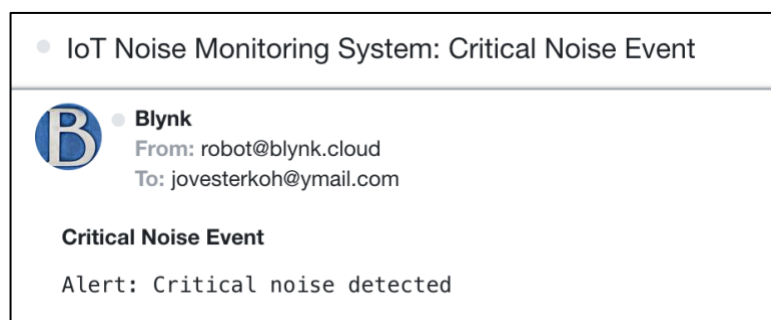 IoT Noise Monitoring System: Critical Noise Event
B
Blynk
From: robot@blynk.cloud
To: jovesterkoh@ymail.com
Critical Noise Event
Alert: Critical noise detected